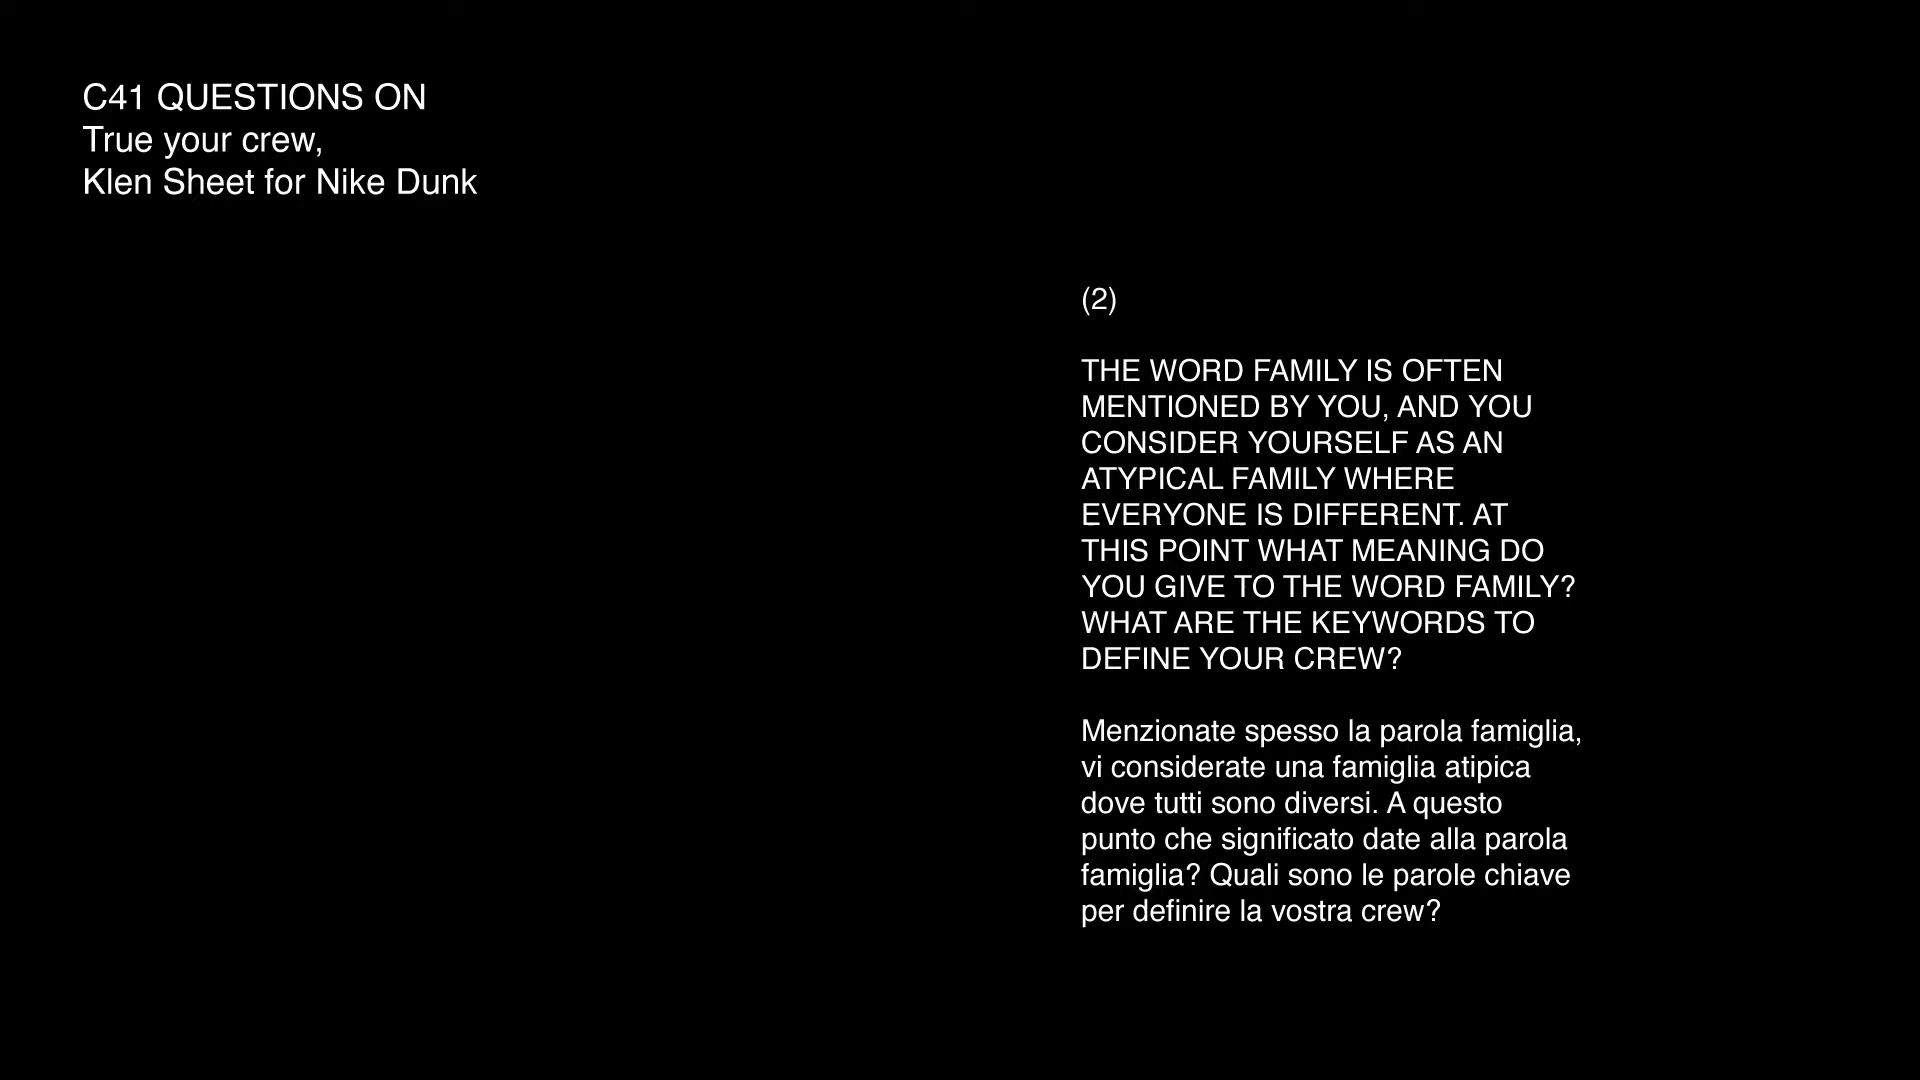 C41 QUESTIONS ON
True your crew,
Klen Sheet for Nike Dunk
(2)
THE WORD FAMILY IS OFTEN
MENTIONED BY YOU, AND YOU
CONSIDER YOURSELF AS AN
ATYPICAL FAMILY WHERE
EVERYONE IS DIFFERENT. AT
THIS POINT WHAT MEANING DO
YOU GIVE TO THE WORD FAMILY?
WHAT ARE THE KEYWORDS TO
DEFINE YOUR CREW?
Menzionate spesso la parola famiglia,
vi considerate una famiglia atipica
dove tutti sono diversi. A questo
punto che significato date alla parola
famiglia? Quali sono le parole chiave
per definire la vostra crew?